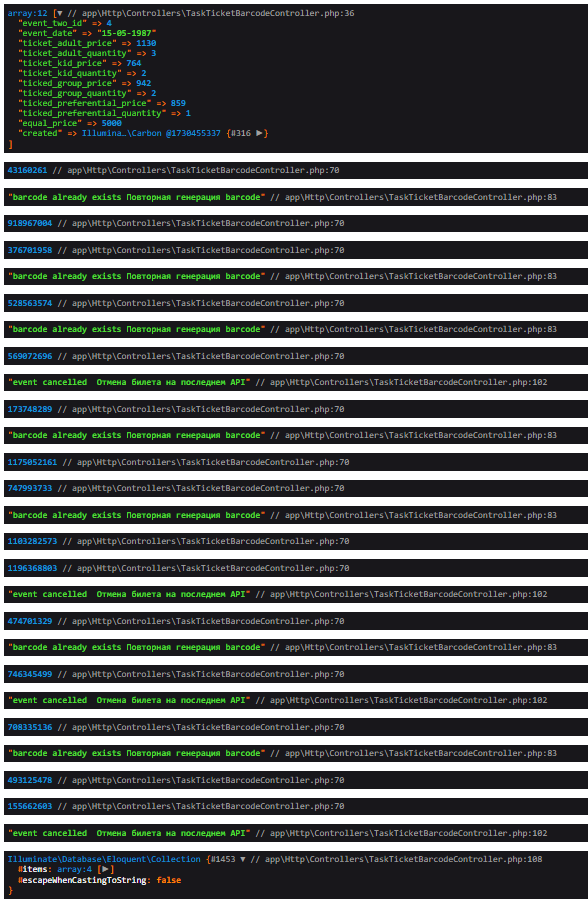 array:12 [▼ // app\Http\Controllers\TaskTicketBarcodeController.php:36
"event_two_id" => 4
"event_date" => "15-05-1987"
"ticket_adult_price" => 1130
"ticket_adult_quantity" => 3
"ticket_kid_price" => 764
"ticket_kid_quantity" => 2
"ticked_group_price" => 942
"ticked_group_quantity" => 2
"ticked_preferential_price" => 859
"ticked_preferential_quantity" => 1
"equal_price" => 5000
"created" => Illumina…\Carbon @1730455337 {#316 ▶}
]
43160261 // app\Http\Controllers\TaskTicketBarcodeController.php:70
"barcode already exists Повторная генерация barcode" // app\Http\Controllers\TaskTicketBarcodeController.php:83
918967004 // app\Http\Controllers\TaskTicketBarcodeController.php:70
376701958 // app\Http\Controllers\TaskTicketBarcodeController.php:70
"barcode already exists Повторная генерация barcode" // app\Http\Controllers\TaskTicketBarcodeController.php:83
528563574 // app\Http\Controllers\TaskTicketBarcodeController.php:70
"barcode already exists Повторная генерация barcode" // app\Http\Controllers\TaskTicketBarcodeController.php:83
569072696 // app\Http\Controllers\TaskTicketBarcodeController.php:70
"event cancelled  Отмена билета на последнем API" // app\Http\Controllers\TaskTicketBarcodeController.php:102
173748289 // app\Http\Controllers\TaskTicketBarcodeController.php:70
"barcode already exists Повторная генерация barcode" // app\Http\Controllers\TaskTicketBarcodeController.php:83
1175052161 // app\Http\Controllers\TaskTicketBarcodeController.php:70
747993733 // app\Http\Controllers\TaskTicketBarcodeController.php:70
"barcode already exists Повторная генерация barcode" // app\Http\Controllers\TaskTicketBarcodeController.php:83
1103282573 // app\Http\Controllers\TaskTicketBarcodeController.php:70
1196368803 // app\Http\Controllers\TaskTicketBarcodeController.php:70
"event cancelled  Отмена билета на последнем API" // app\Http\Controllers\TaskTicketBarcodeController.php:102
474701329 // app\Http\Controllers\TaskTicketBarcodeController.php:70
"barcode already exists Повторная генерация barcode" // app\Http\Controllers\TaskTicketBarcodeController.php:83
746345499 // app\Http\Controllers\TaskTicketBarcodeController.php:70
"event cancelled  Отмена билета на последнем API" // app\Http\Controllers\TaskTicketBarcodeController.php:102
708335136 // app\Http\Controllers\TaskTicketBarcodeController.php:70
"barcode already exists Повторная генерация barcode" // app\Http\Controllers\TaskTicketBarcodeController.php:83
493125478 // app\Http\Controllers\TaskTicketBarcodeController.php:70
155662603 // app\Http\Controllers\TaskTicketBarcodeController.php:70
"event cancelled  Отмена билета на последнем API" // app\Http\Controllers\TaskTicketBarcodeController.php:102
Illuminate\Database\Eloquent\Collection {#1453 ▼ // app\Http\Controllers\TaskTicketBarcodeController.php:108
#items: array:4 [▶]
#escapeWhenCastingToString: false
}